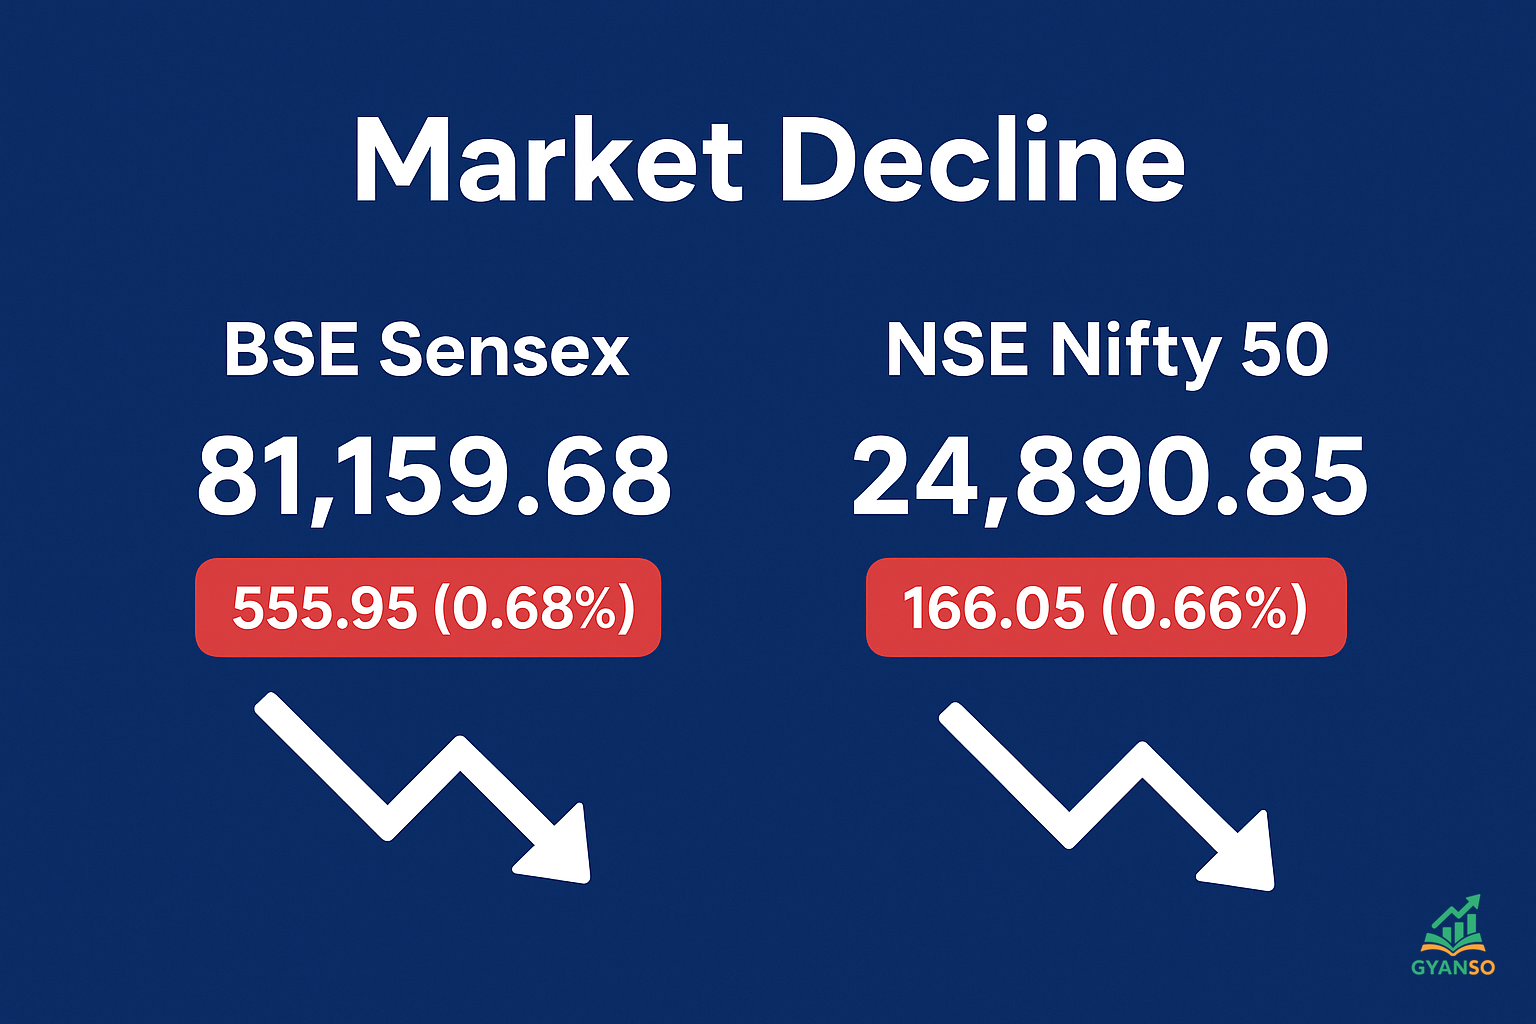 Market Decline
BSE Sensex
81,159.68
555.95 (0.68%)
NSE Nifty 50
24,890.85
166.05 (0.66%)
GYANSO